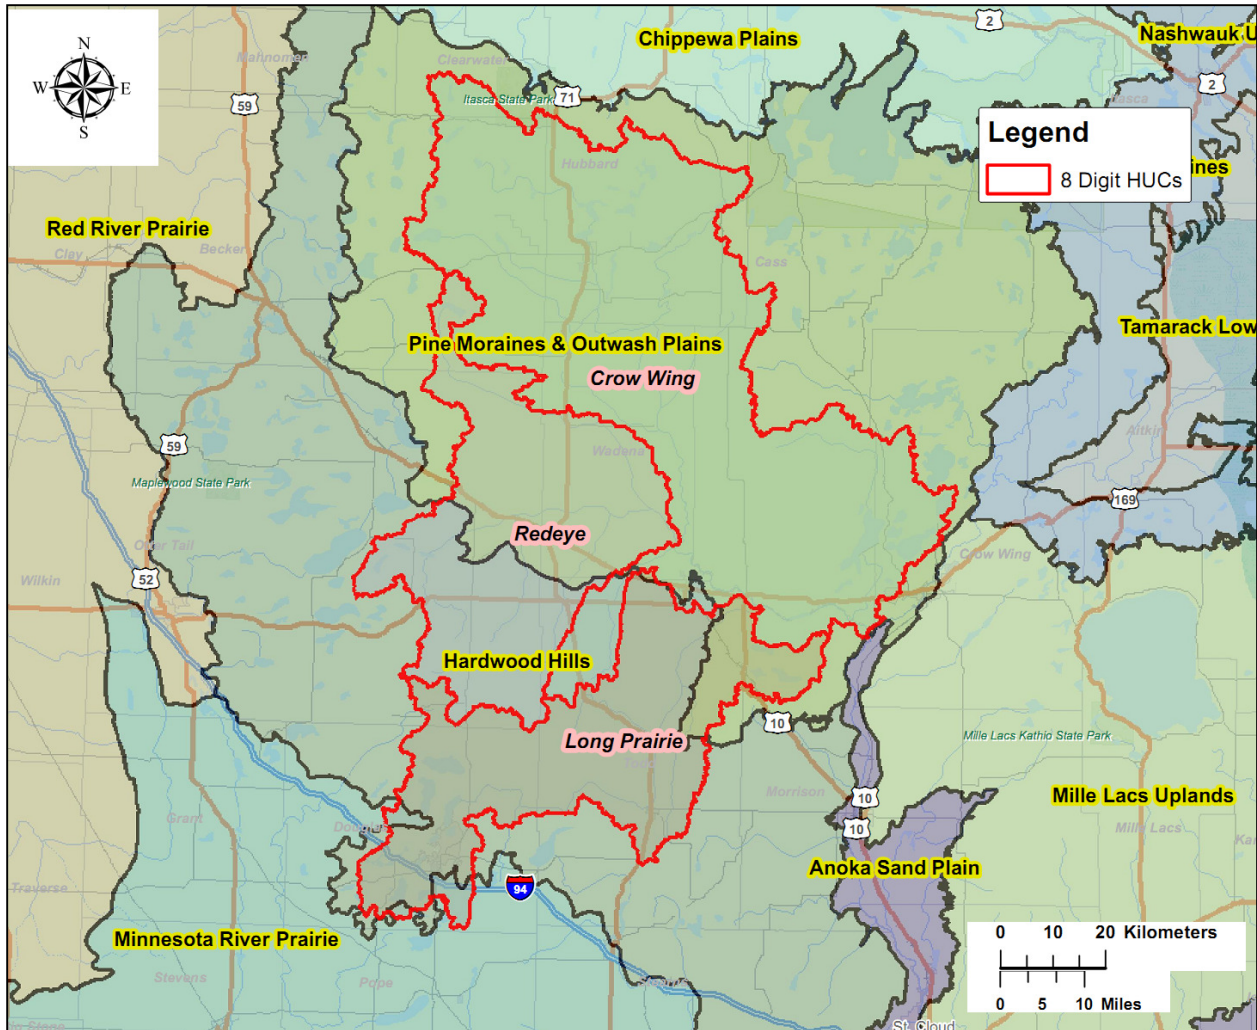 Chippewa Plains
2
Nashwauk U
N
Mahnomen
Clearwater
W
E
59
Itasca State Park
71
2
Itasca
S
Legend
Hubbard
ines
8 Digit HUCs
Red River Prairie
Becker
Clay
Cass
Tamarack Low
Pine Moraines & Outwash Plains
Crow Wing
Aitkin
59
Wadena
Maplewood State Park
169
Redeye
Otter Tail
Crow Wing
Wilkin
52
Hardwood Hills
10
Long Prairie
Mille Lacs Kathio State Park
Todd
Morrison
10
Mille Lacs Uplands
Grant
Douglas
10
Mille Lacs
Kan
Anoka Sand Plain
Traverse
94
Minnesota River Prairie
0 10 20 Kilometers
Stevens
Pope
Stearns
0 5 10 Miles
St. Cloud